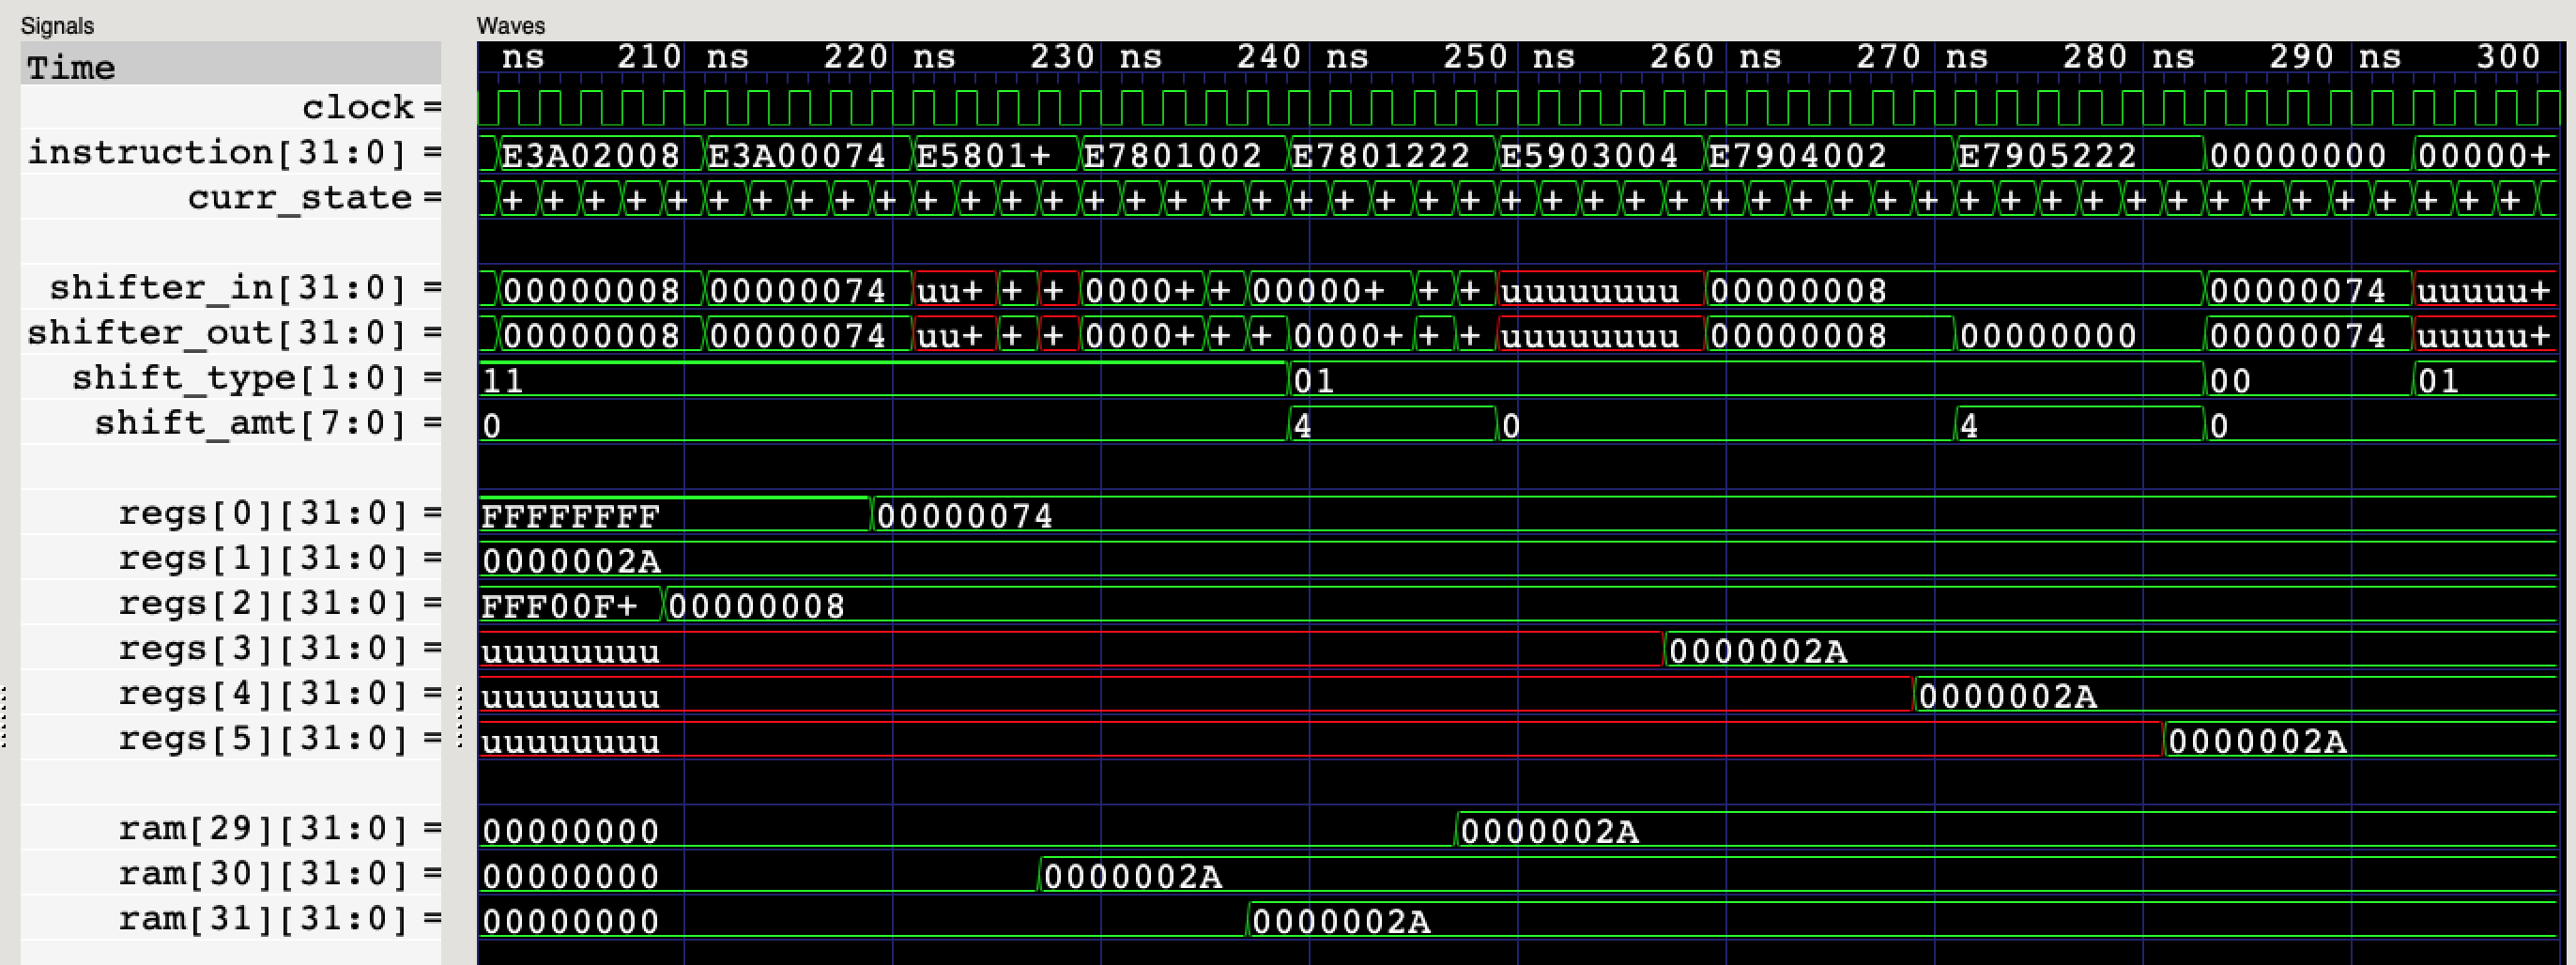 Signals Waves
Time ns 210 ns 220 ns 230 ns 240 ns 250 ns 260 ns 270 ns 280 ns 290 ns 300
clock =
instruction[31:0] = E3A02008 E3A00074 E5801+ E7801002 E7801222 E5903004 E7904002 E7905222 00000000 00000+
curr_state = + + + + + + + + + + + + + + + + + + + + + + + + + + + + + + + + + + + + + + + + + + + + + + + + +
shifter_in[31:0] = 00000008 00000074 uu+ + + 0000+ + 00000+ + + uuuuuuuu 00000008 00000074 uuuuu+
shifter_out[31:0] = 00000008 00000074 uu+ + + 0000+ + + 0000+ + + uuuuuuuu 00000008 00000000 00000074 uuuuu+
shift_type[1:0] = 11 01 00 01
shift_amt[7:0] = 0 4 0 4 0
regs[0][31:0] = FFFFFFFF 00000074
regs[1][31:0] = 0000002A
regs[2][31:0] = FFF00F+ 00000008
regs[3][31:0] = uuuuuuuu 0000002A
regs[4][31:0] = uuuuuuuu 0000002A
regs[5][31:0] = uuuuuuuu 0000002A
ram[29][31:0] = 00000000 0000002A
ram[30][31:0] = 00000000 0000002A
ram[31][31:0] = 00000000 0000002A